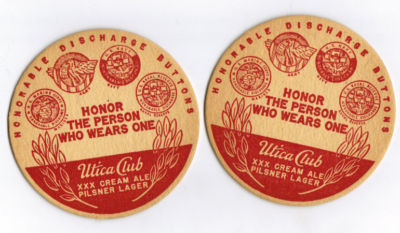 HONORABLE DISCHARGE BUTTONS
HONOR
THE PERSON
WHO WEARS ONE
Utica Club
XXX CREAM ALE
PILSNER LAGER
HONORABLE DISCHARGE BUTTONS
HONOR
THE PERSON
WHO WEARS ONE
Utica Club
XXX CREAM ALE
PILSNER LAGER